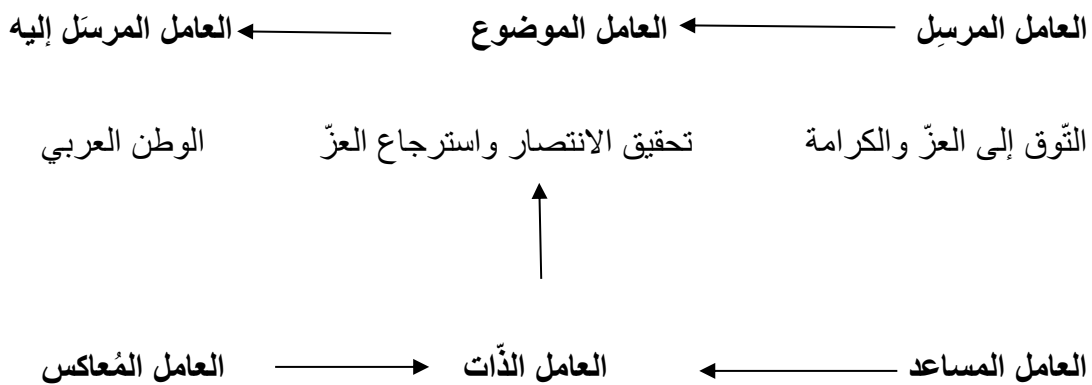 العامل المرسِل العامل الموضوع العامل المرسَل إليه
التّوق إلى العزّ والكرامة تحقيق الانتصار واسترجاع العزّ الوطن العربي
العامل المساعد العامل الذّات العامل المُعاكس